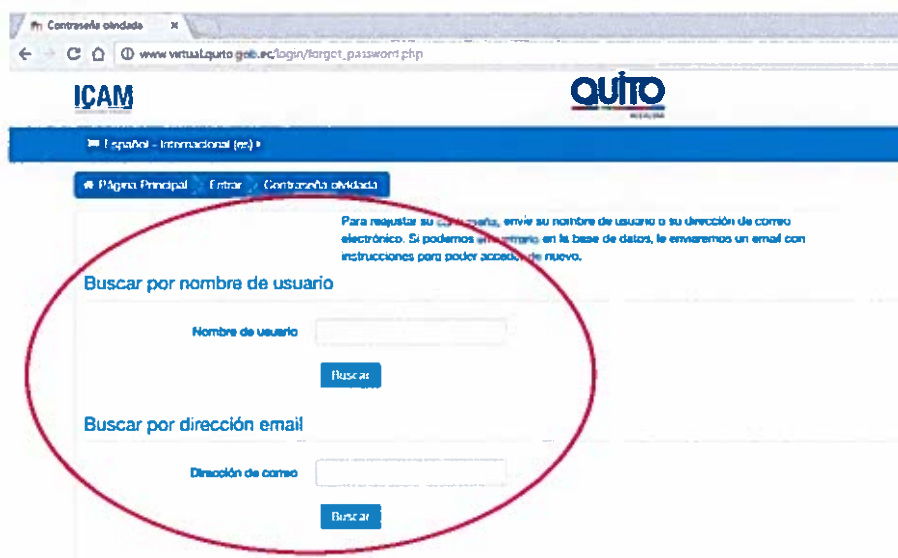 Contraseña olvidada ×
www.virtual.quito.gob.ec/login/forgot_password.php
ICAM
QUITO
ALCALDÍA
Español - Internacional (es)
Página Principal Entrar Contraseña olvidada
Para reajustar su contraseña, envíe su nombre de usuario o su dirección de correo
electrónico. Si podemos encontrarlo en la base de datos, le enviaremos un email con
instrucciones para poder acceder de nuevo.
Buscar por nombre de usuario
Nombre de usuario
Buscar
Buscar por dirección email
Dirección de correo
Buscar